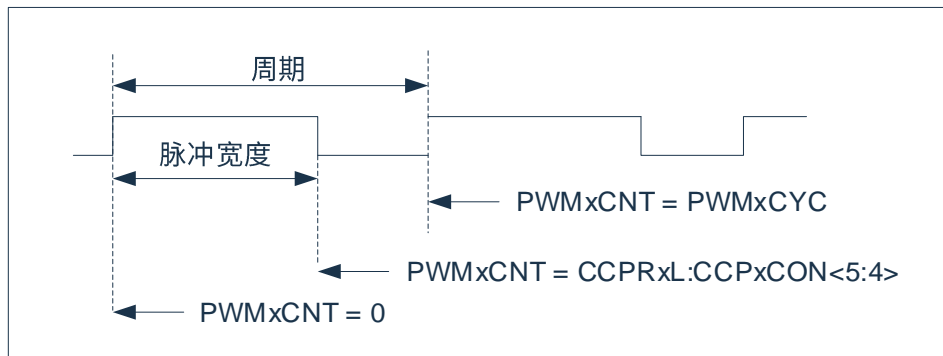 周期
脉冲宽度
PWMxCNT = PWMxCYC
PWMxCNT = CCPRxL:CCPxCON<5:4>
PWMxCNT = 0